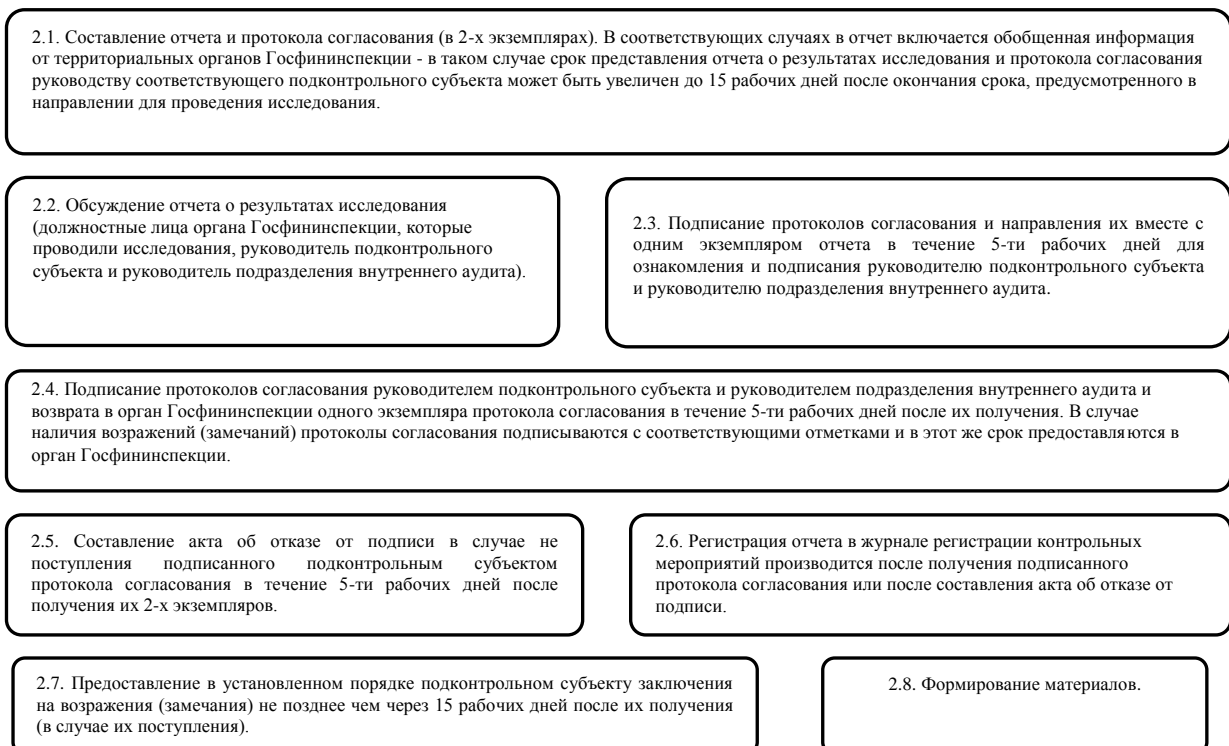 2.1. Составление отчета и протокола согласования (в 2-х экземплярах). В соответствующих случаях в отчет включается обобщенная информация
от территориальных органов Госфининспекции - в таком случае срок представления отчета о результатах исследования и протокола согласования
руководству соответствующего подконтрольного субъекта может быть увеличен до 15 рабочих дней после окончания срока, предусмотренного в
направлении для проведения исследования.
2.2. Обсуждение отчета о результатах исследования
(должностные лица органа Госфининспекции, которые
проводили исследования, руководитель подконтрольного
субъекта и руководитель подразделения внутреннего аудита).
2.3. Подписание протоколов согласования и направления их вместе с
одним экземпляром отчета в течение 5-ти рабочих дней для
ознакомления и подписания руководителю подконтрольного субъекта
и руководителю подразделения внутреннего аудита.
2.4. Подписание протоколов согласования руководителем подконтрольного субъекта и руководителем подразделения внутреннего аудита и
возврата в орган Госфининспекции одного экземпляра протокола согласования в течение 5-ти рабочих дней после их получения. В случае
наличия возражений (замечаний) протоколы согласования подписываются с соответствующими отметками и в этот же срок предоставляются в
орган Госфининспекции.
2.5. Составление акта об отказе от подписи в случае не
поступления подписанного подконтрольным субъектом
протокола согласования в течение 5-ти рабочих дней после
получения их 2-х экземпляров.
2.6. Регистрация отчета в журнале регистрации контрольных
мероприятий производится после получения подписанного
протокола согласования или после составления акта об отказе от
подписи.
2.7. Предоставление в установленном порядке подконтрольном субъекту заключения
на возражения (замечания) не позднее чем через 15 рабочих дней после их получения
(в случае их поступления).
2.8. Формирование материалов.